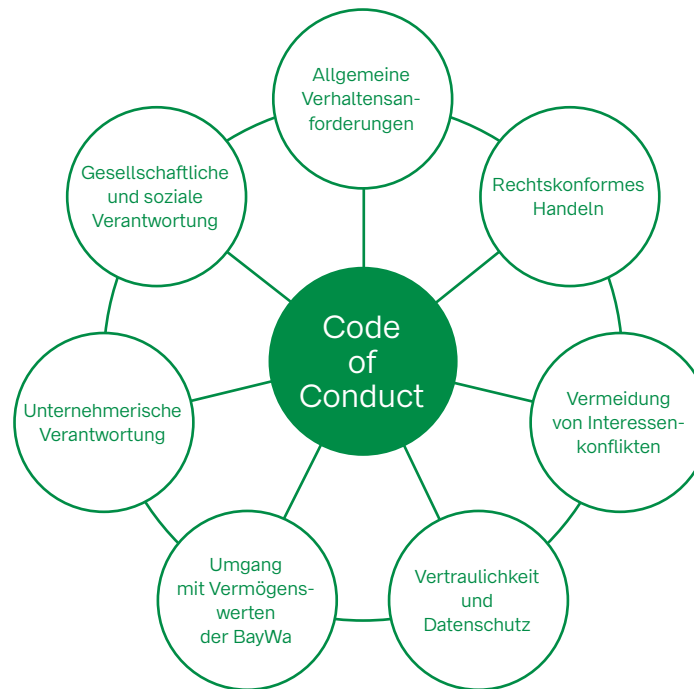 Allgemeine
Verhaltensan-
forderungen
Rechtskonformes
Handeln
Vermeidung
von Interessen-
konflikten
Vertraulichkeit
und
Datenschutz
Umgang
mit Vermögens-
werten
der BayWa
Unternehmerische
Verantwortung
Gesellschaftliche
und soziale
Verantwortung
Code
of
Conduct